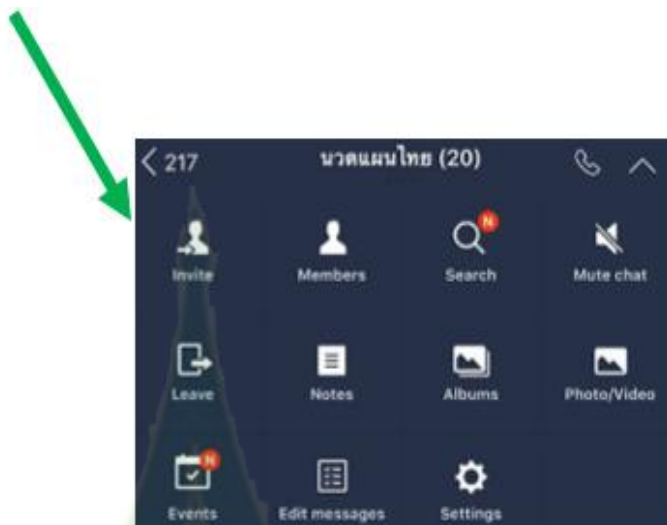 217 นวดแผนไทย (20)
N
Invite Members Search Mute chat
Leave Notes Albums Photo/Video
N
Events Edit messages Settings